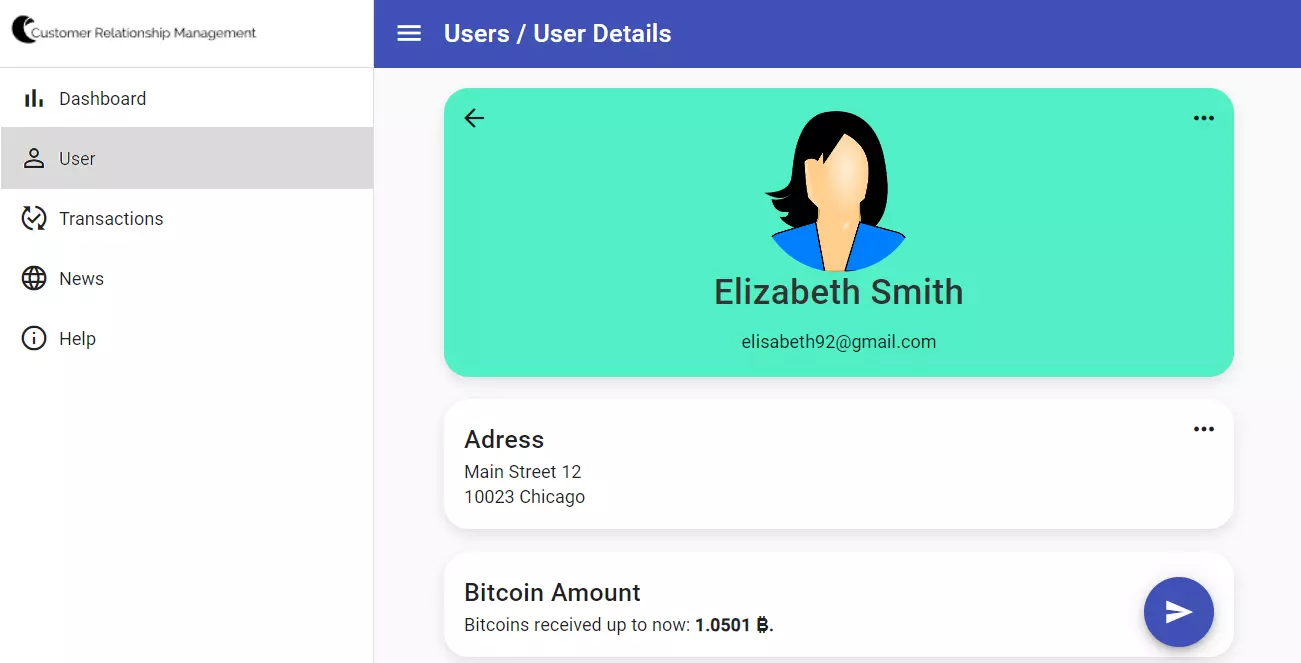 Customer Relationship Management
Users / User Details
Dashboard
User
Transactions
News
Help
Elizabeth Smith
elisabeth92@gmail.com
Adress
Main Street 12
10023 Chicago
Bitcoin Amount
Bitcoins received up to now: 1.0501 ₿.